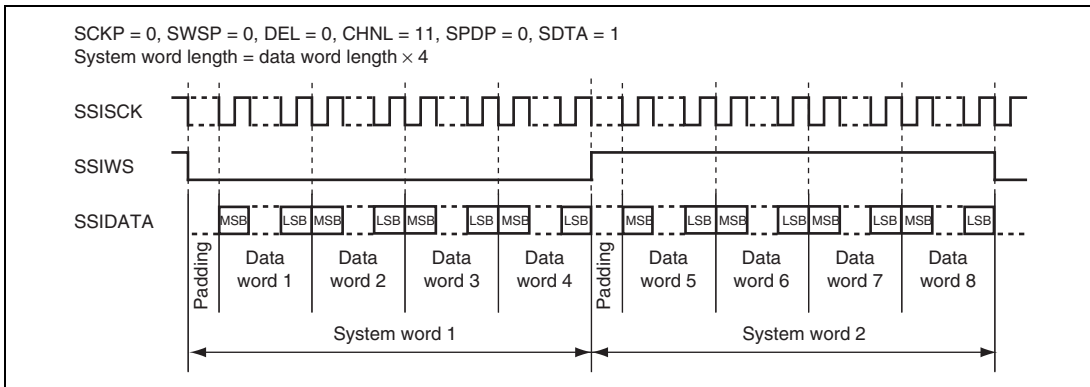 SCKP = 0, SWSP = 0, DEL = 0, CHNL = 11, SPDP = 0, SDTA = 1
System word length = data word length × 4
SSISCK
SSIWS
SSIDATA
MSB LSB MSB LSB MSB LSB MSB LSB MSB LSB MSB LSB MSB LSB MSB LSB
Padding
Data word 1
Data word 2
Data word 3
Data word 4
Padding
Data word 5
Data word 6
Data word 7
Data word 8
System word 1
System word 2